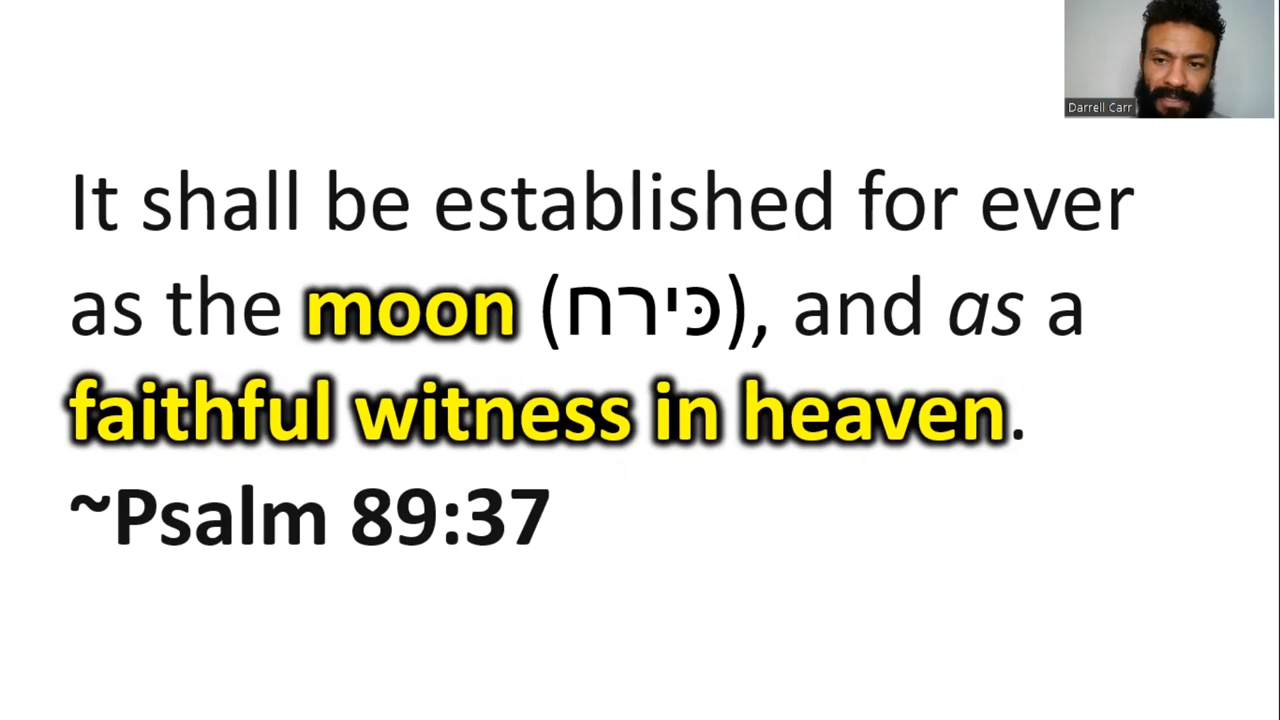 Darrell Carr
It shall be established for ever
as the moon (כּירח), and as a
faithful witness in heaven.
~Psalm 89:37